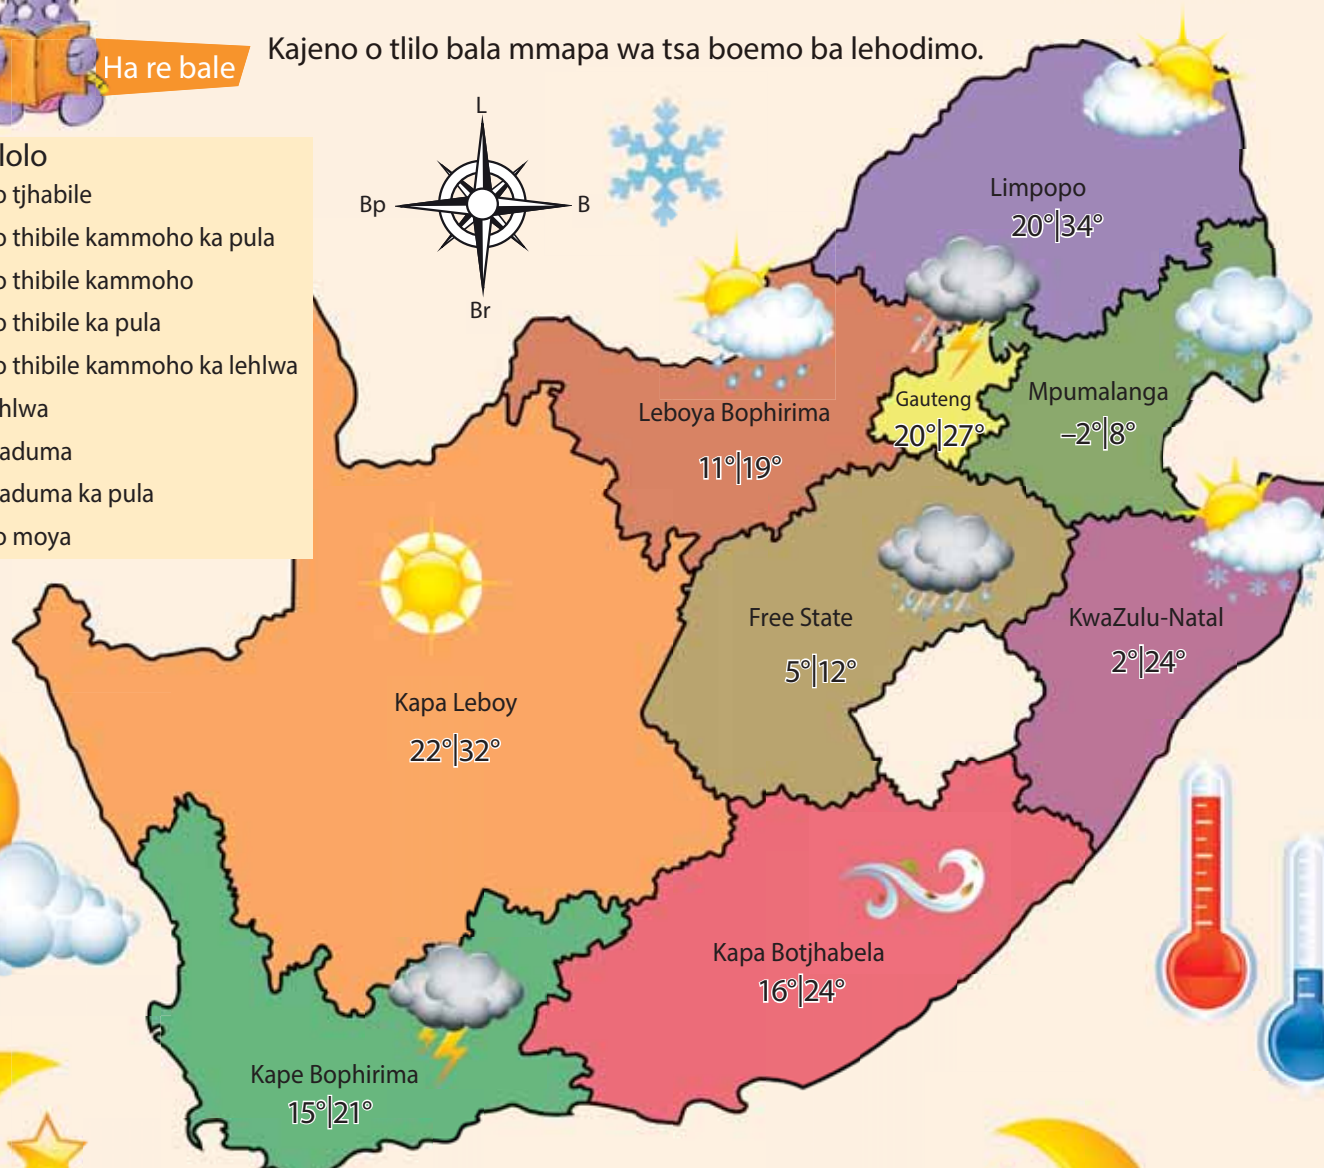 Ha re bale
Kajeno o tlilo bala mmapa wa tsa boemo ba lehodimo.
L
Bp
B
Br
lolo
o tjhabile
o thibile kammoho ka pula
o thibile kammoho
o thibile ka pula
o thibile kammoho ka lehlwa
hlwa
aduma
aduma ka pula
o moya
Limpopo
20°|34°
Leboya Bophirima
11°|19°
Gauteng
20°|27°
Mpumalanga
–2°|8°
Free State
5°|12°
KwaZulu-Natal
2°|24°
Kapa Leboy
22°|32°
Kapa Botjhabela
16°|24°
Kape Bophirima
15°|21°